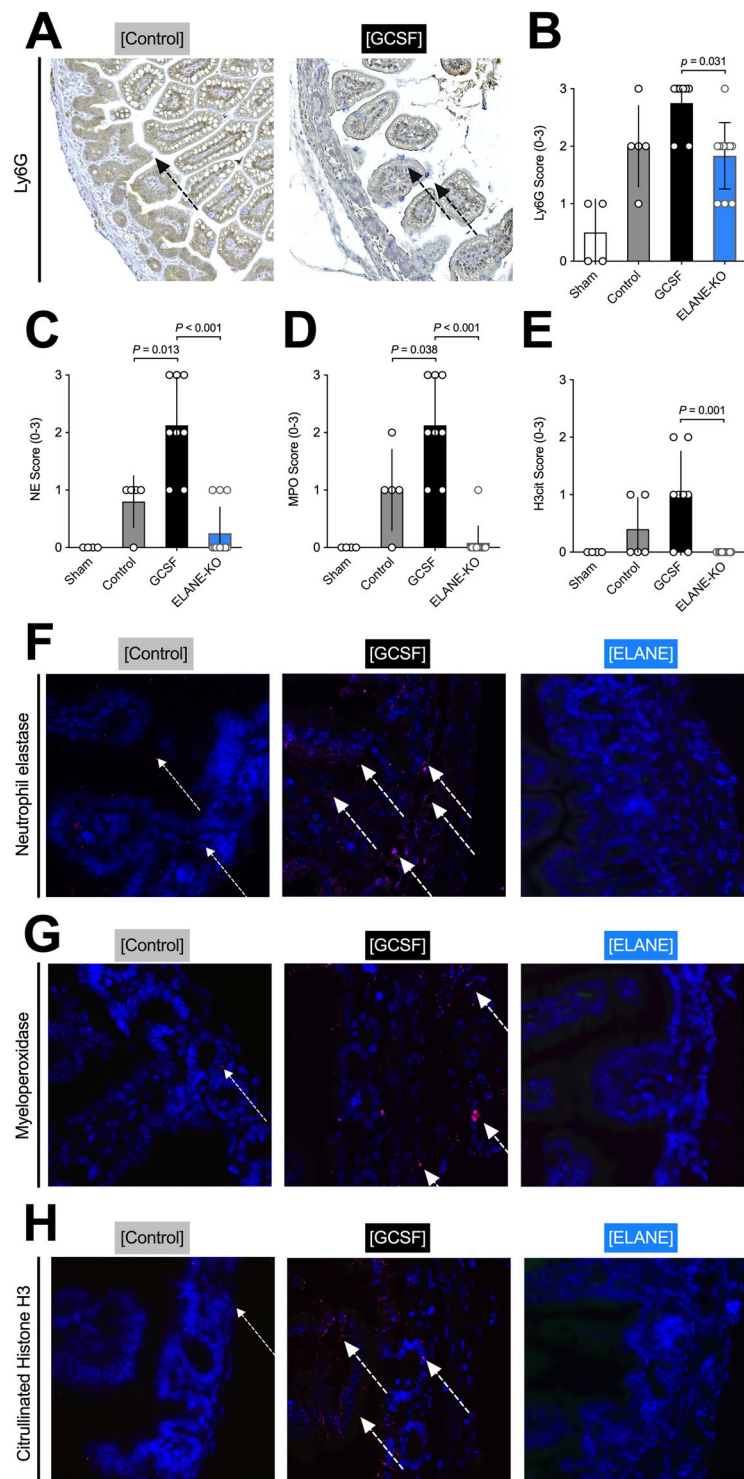 A
[Control]
[GCSF]
Ly6G
B
p = 0.031
Ly6G Score (0-3)
3
2
1
0
Sham
Control
GCSF
ELANE-KO
C
P < 0.001
P = 0.013
NE Score (0-3)
3
2
1
0
Sham
Control
GCSF
ELANE-KO
D
P < 0.001
P = 0.038
MPO Score (0-3)
3
2
1
0
Sham
Control
GCSF
ELANE-KO
E
P = 0.001
H3cit Score (0-3)
3
2
1
0
Sham
Control
GCSF
ELANE-KO
F
[Control]
[GCSF]
[ELANE]
Neutrophil elastase
G
[Control]
[GCSF]
[ELANE]
Myeloperoxidase
H
[Control]
[GCSF]
[ELANE]
Citrullinated Histone H3